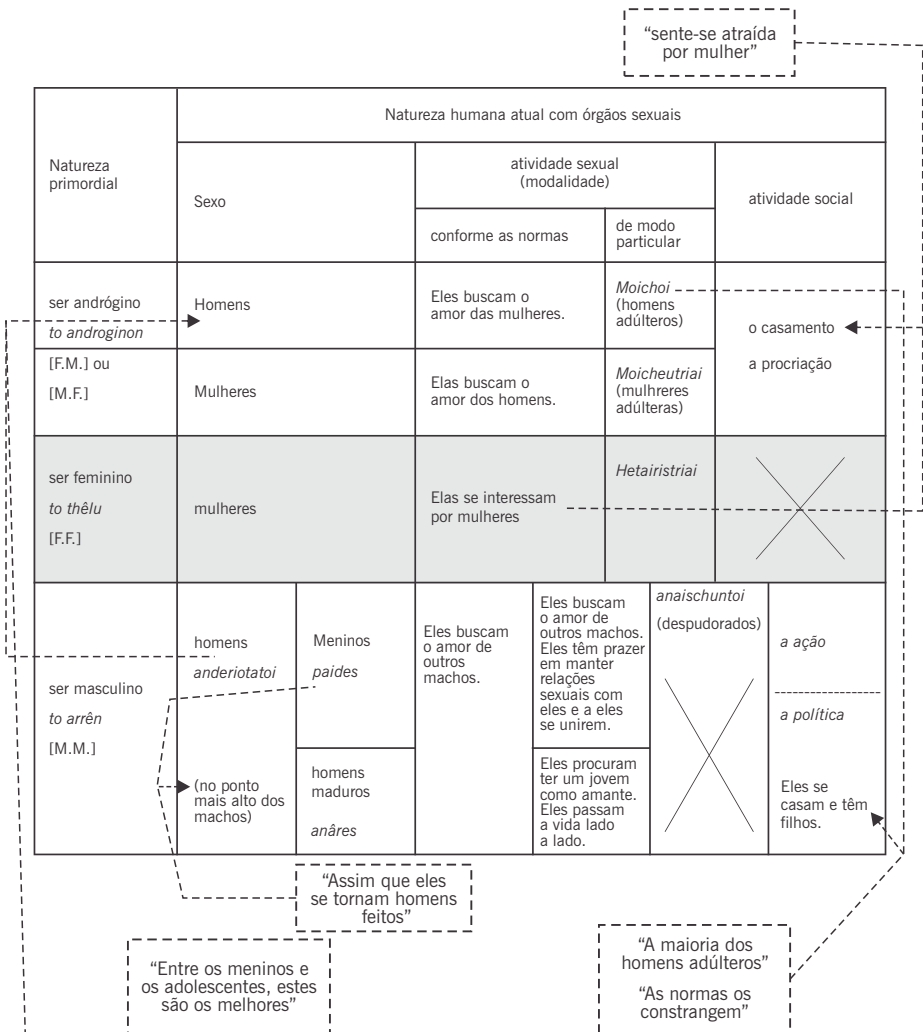 “sente-se atraída
por mulher”
Natureza
primordial
Natureza humana atual com órgãos sexuais
Sexo
atividade sexual
(modalidade)
atividade social
conforme as normas
de modo
particular
ser andrógino
to androginon
[F.M.] ou
[M.F.]
Homens
Eles buscam o
amor das mulheres.
Moichoi
(homens
adúlteros)
o casamento
a procriação
Mulheres
Elas buscam o
amor dos homens.
Moicheutriai
(mulhreres
adúlteras)
ser feminino
to thêlu
[F.F.]
mulheres
Elas se interessam
por mulheres
Hetairistriai
ser masculino
to arrên
[M.M.]
homens
anderiotatoi
(no ponto
mais alto dos
machos)
Meninos
paides
homens
maduros
anâres
Eles buscam
o amor de
outros
machos.
Eles buscam
o amor de
outros machos.
Eles têm prazer
em manter
relações
sexuais com
eles e a eles
se unirem.
Eles procuram
ter um jovem
como amante.
Eles passam
a vida lado
a lado.
anaischuntoi
(despudorados)
a ação
a política
Eles se
casam e têm
filhos.
“Assim que eles
se tornam homens
feitos”
“Entre os meninos e
os adolescentes, estes
são os melhores”
“A maioria dos
homens adúlteros”
“As normas os
constrangem”